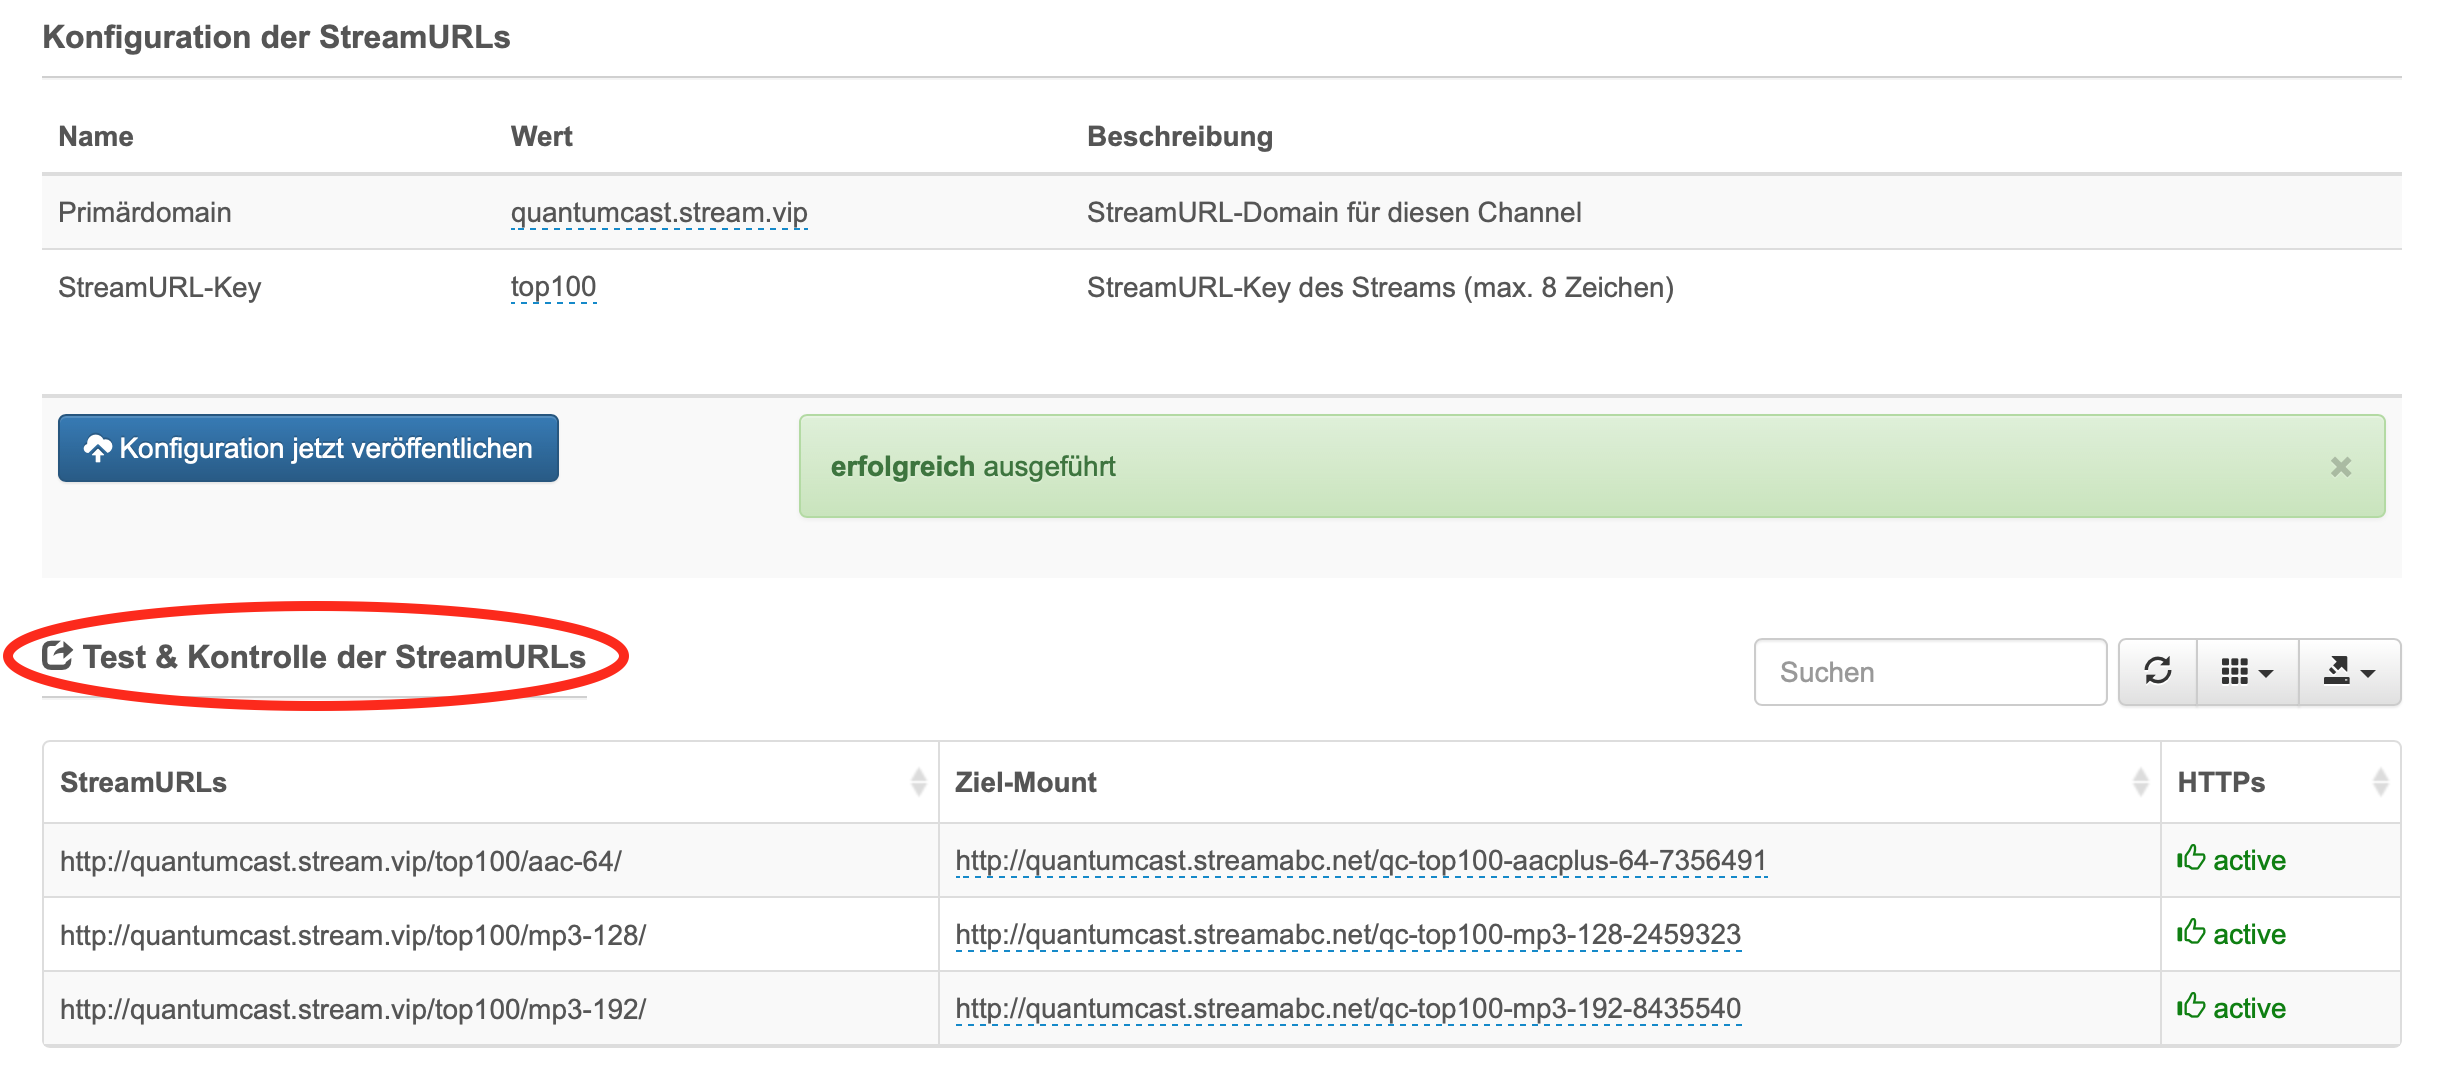 Konfiguration der StreamURLs
Name Wert Beschreibung
Primärdomain quantumcast.stream.vip StreamURL-Domain für diesen Channel
StreamURL-Key top100 StreamURL-Key des Streams (max. 8 Zeichen)
Konfiguration jetzt veröffentlichen
erfolgreich ausgeführt
Test & Kontrolle der StreamURLs
Suchen
StreamURLs Ziel-Mount HTTPs
http://quantumcast.stream.vip/top100/aac-64/ http://quantumcast.streamabc.net/qc-top100-aacplus-64-7356491 active
http://quantumcast.stream.vip/top100/mp3-128/ http://quantumcast.streamabc.net/qc-top100-mp3-128-2459323 active
http://quantumcast.stream.vip/top100/mp3-192/ http://quantumcast.streamabc.net/qc-top100-mp3-192-8435540 active